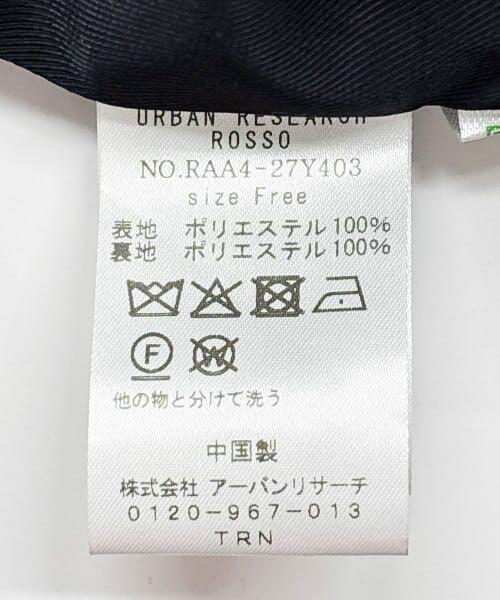 URBAN RESEARCH
ROSSO
NO.RAA4-27Y403
size Free
表地 ポリエステル100%
裏地 ポリエステル100%
F W
他の物と分けて洗う
中国製
株式会社 アーバンリサーチ
0120-967-013
TRN